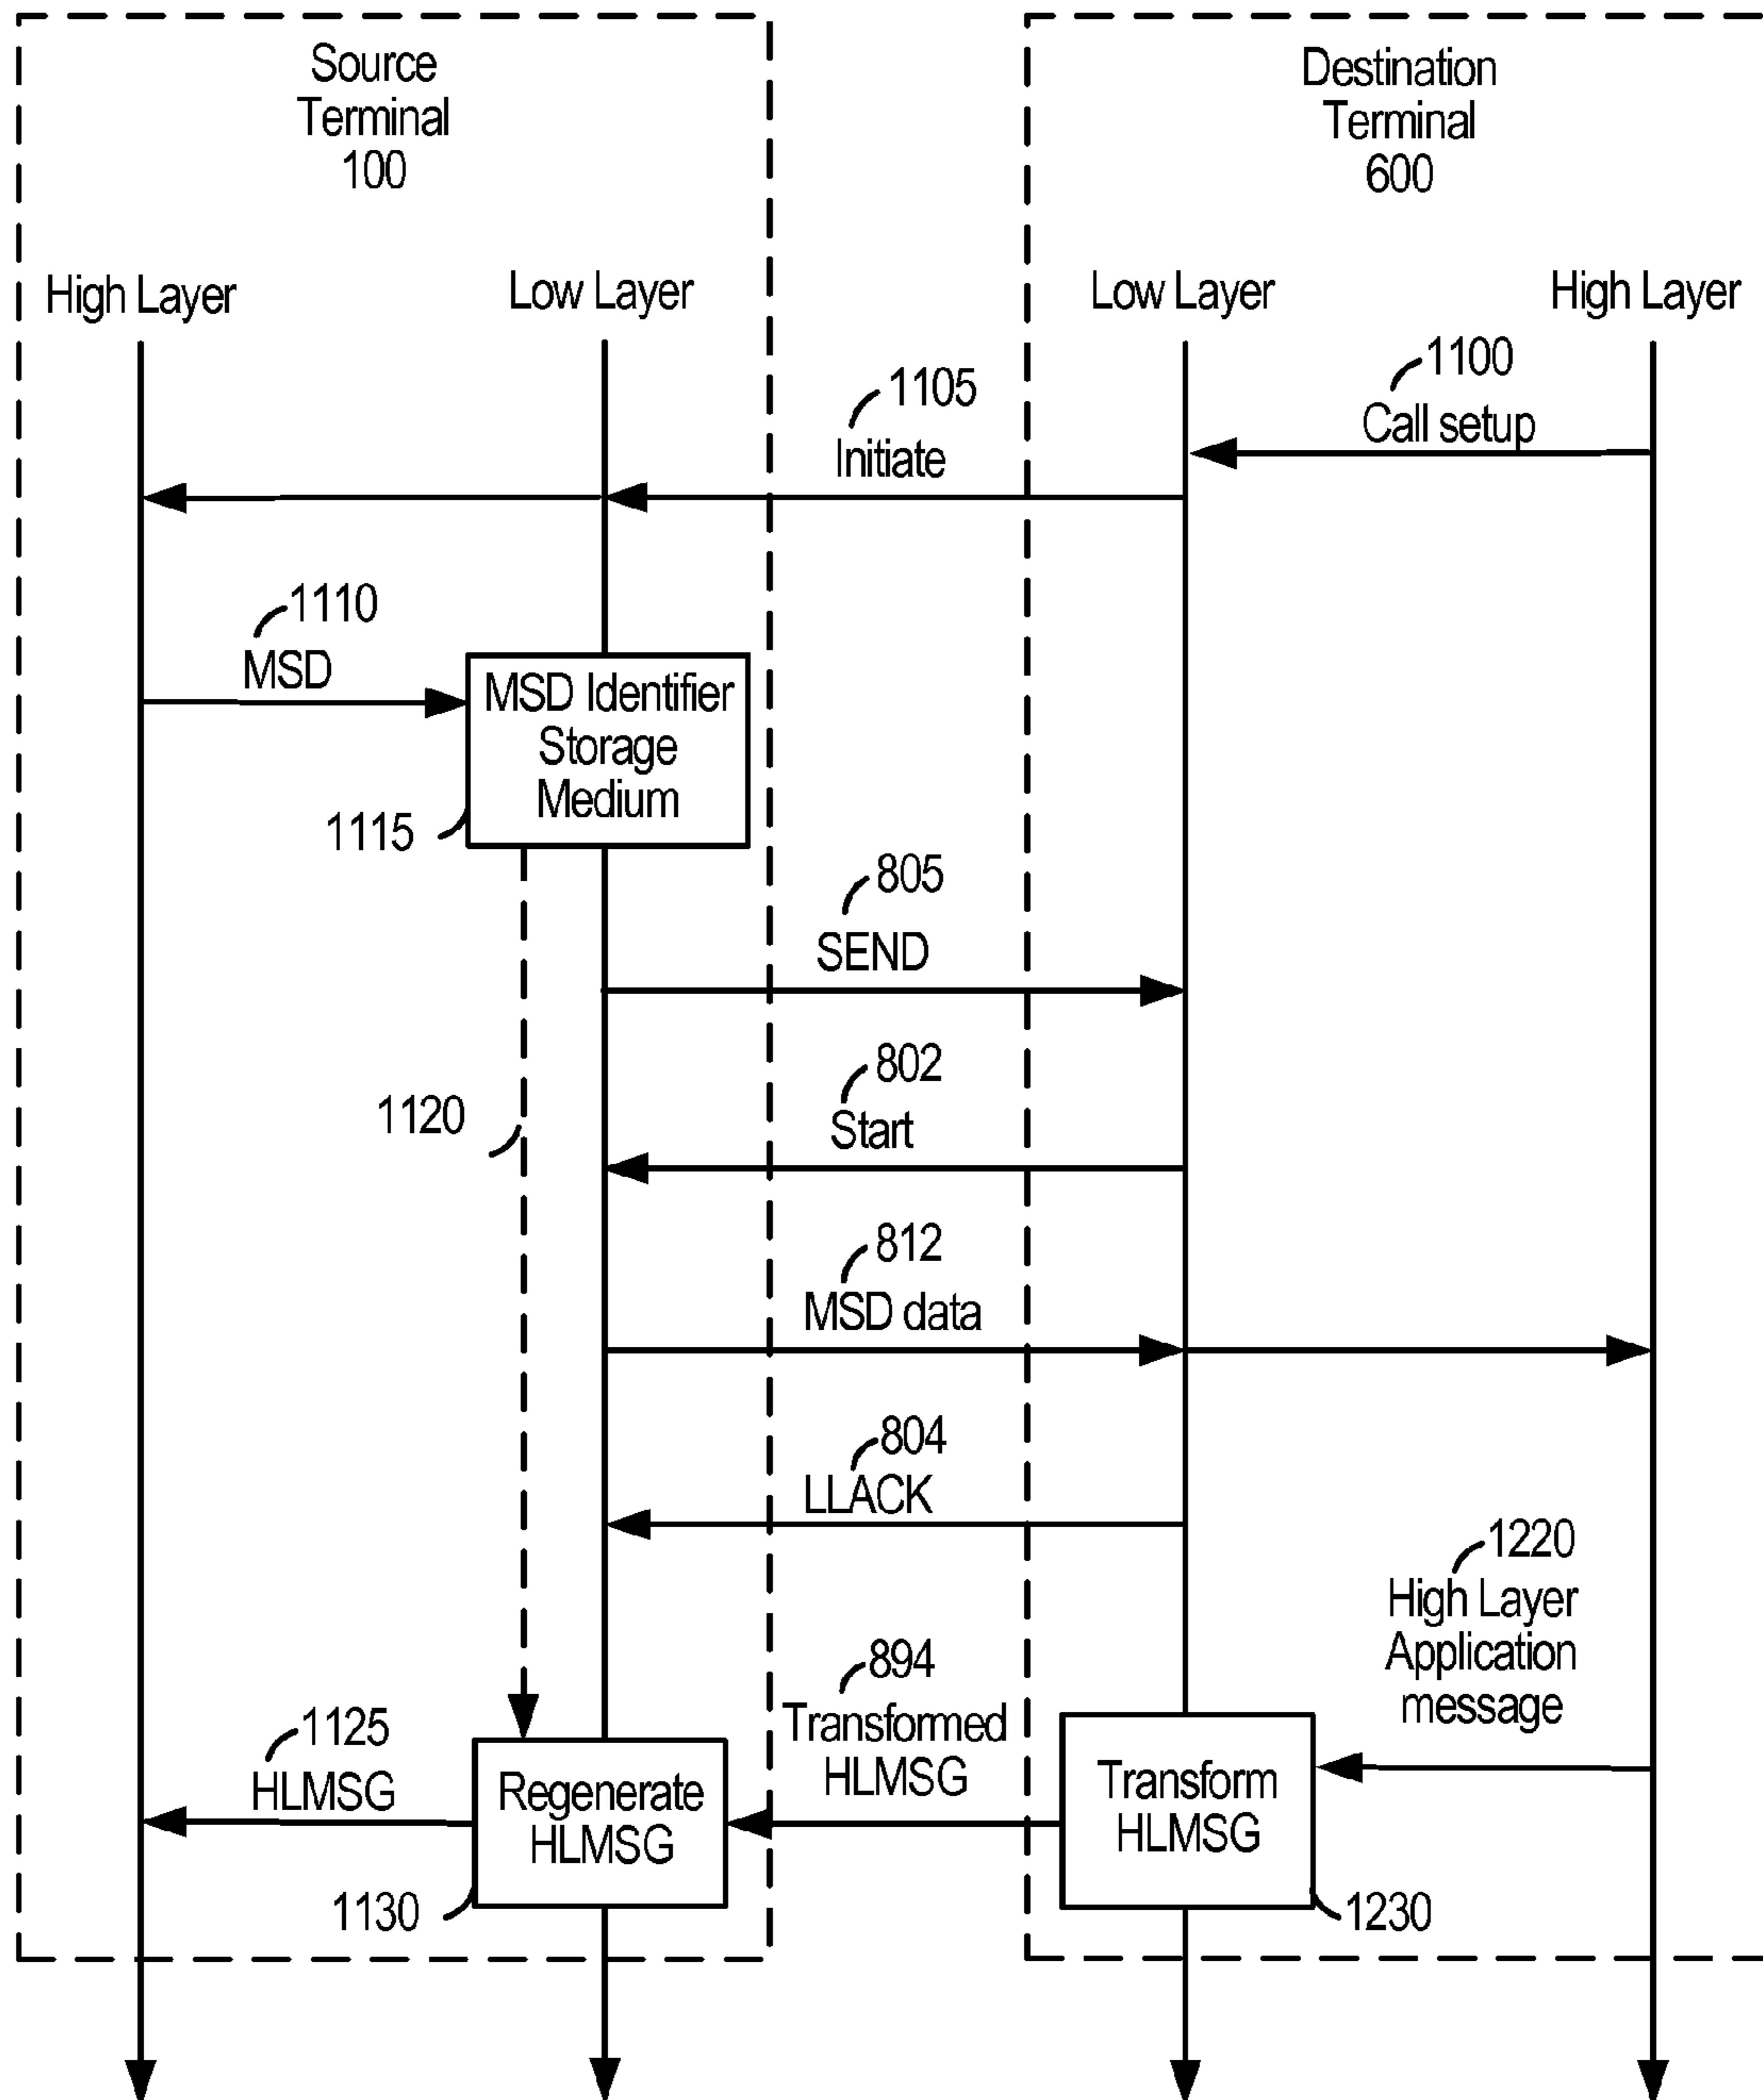 Source
Terminal
100
Destination
Terminal
600
High Layer
Low Layer
Low Layer
High Layer
1100
Call setup
1105
Initiate
1110
MSD
MSD Identifier
Storage
Medium
1115
805
SEND
802
Start
1120
812
MSD data
804
LLACK
1220
High Layer
Application
message
894
Transformed
HLMSG
1125
HLMSG
Regenerate
HLMSG
Transform
HLMSG
1130
1230